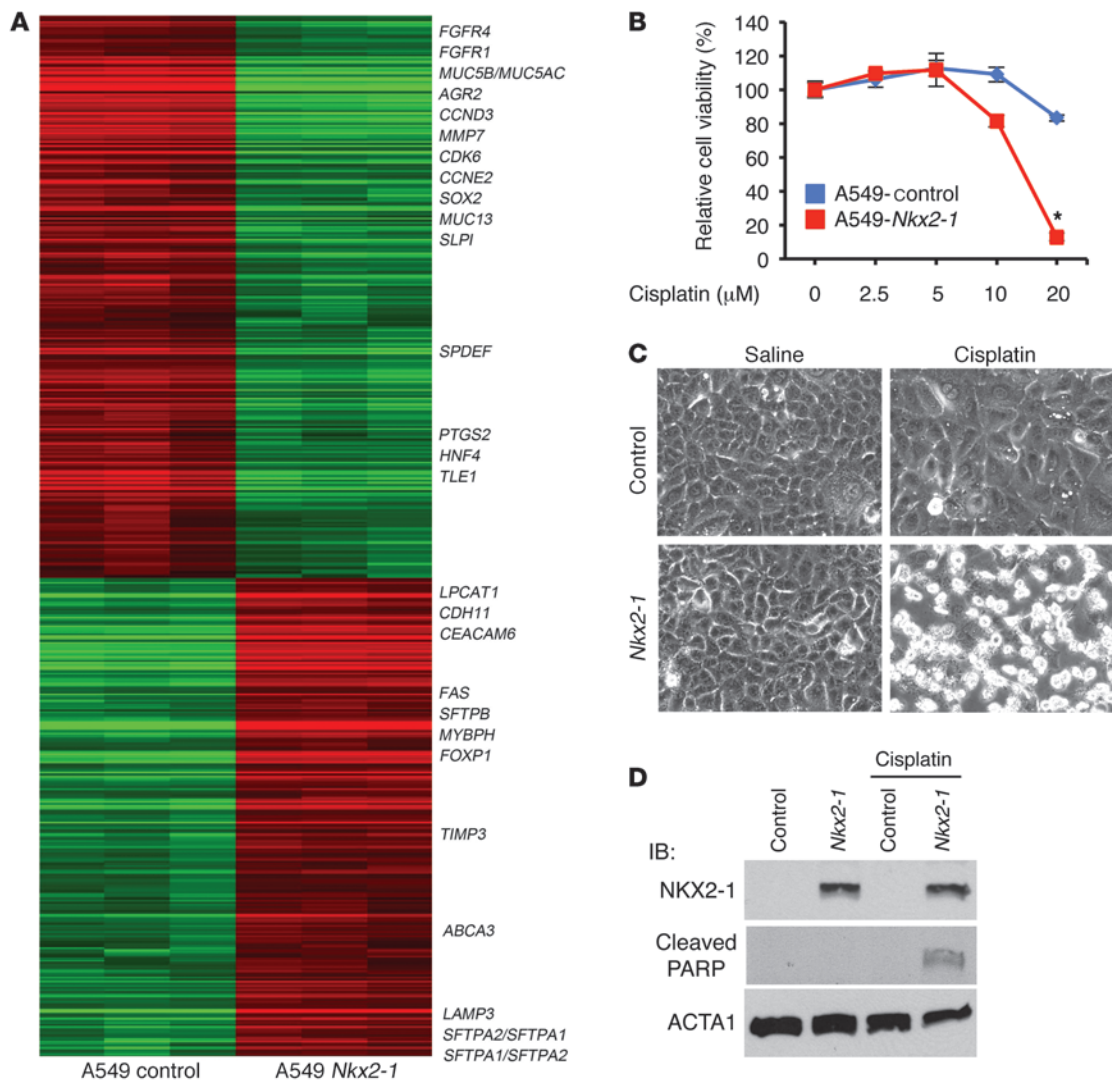 A
FGFR4
FGFR1
MUC5B/MUC5AC
AGR2
CCND3
MMP7
CDK6
CCNE2
SOX2
MUC13
SLPI
SPDEF
PTGS2
HNF4
TLE1
LPCAT1
CDH11
CEACAM6
FAS
SFTPB
MYBPH
FOXP1
TIMP3
ABCA3
LAMP3
SFTPA2/SFTPA1
SFTPA1/SFTPA2
A549 control A549 Nkx2-1
B
Relative cell viability (%)
140
120
100
80
60
40
20
0
A549-control
A549-Nkx2-1
*
Cisplatin (μM) 0 2.5 5 10 20
C
Saline Cisplatin
Control
Nkx2-1
D
Cisplatin
Control Nkx2-1 Control Nkx2-1
IB:
NKX2-1
Cleaved
PARP
ACTA1